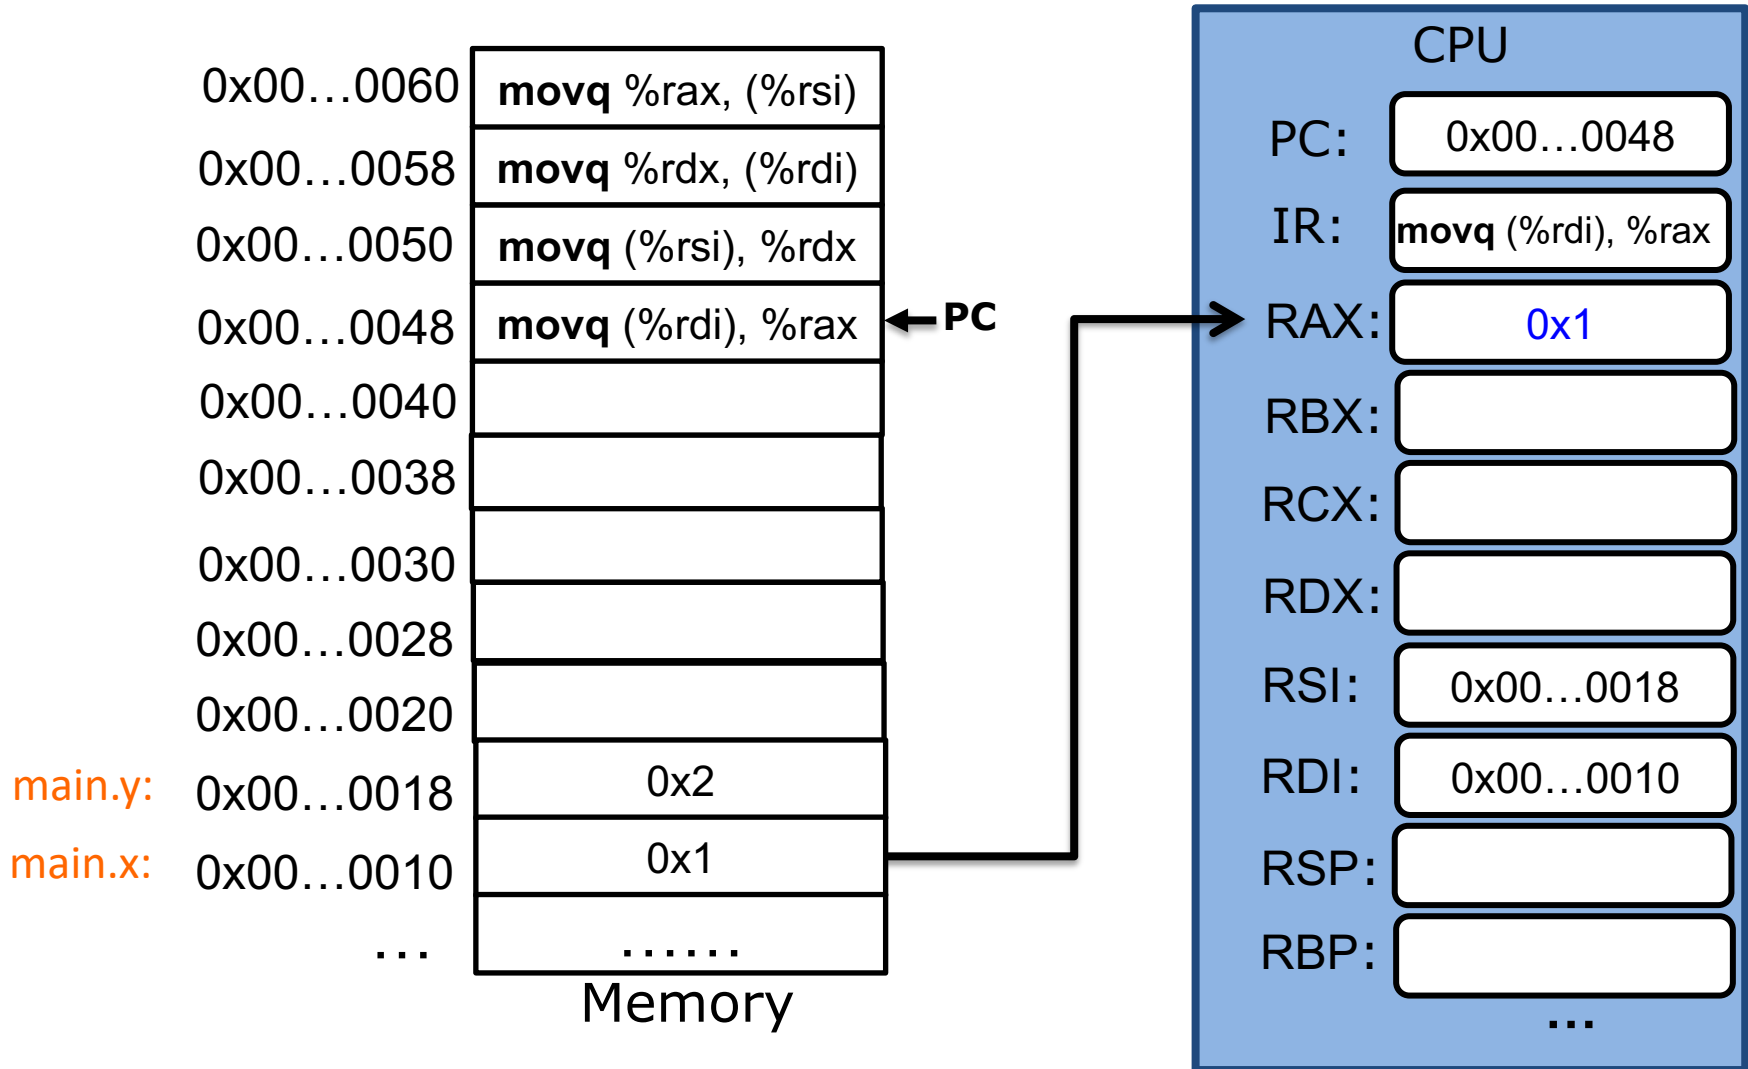 0x00…0060 movq %rax, (%rsi)
0x00…0058 movq %rdx, (%rdi)
0x00…0050 movq (%rsi), %rdx
0x00…0048 movq (%rdi), %rax PC
0x00…0040
0x00…0038
0x00…0030
0x00…0028
0x00…0020
main.y: 0x00…0018 0x2
main.x: 0x00…0010 0x1
… ……
Memory
CPU
PC: 0x00…0048
IR: movq (%rdi), %rax
RAX: 0x1
RBX:
RCX:
RDX:
RSI: 0x00…0018
RDI: 0x00…0010
RSP:
RBP:
…